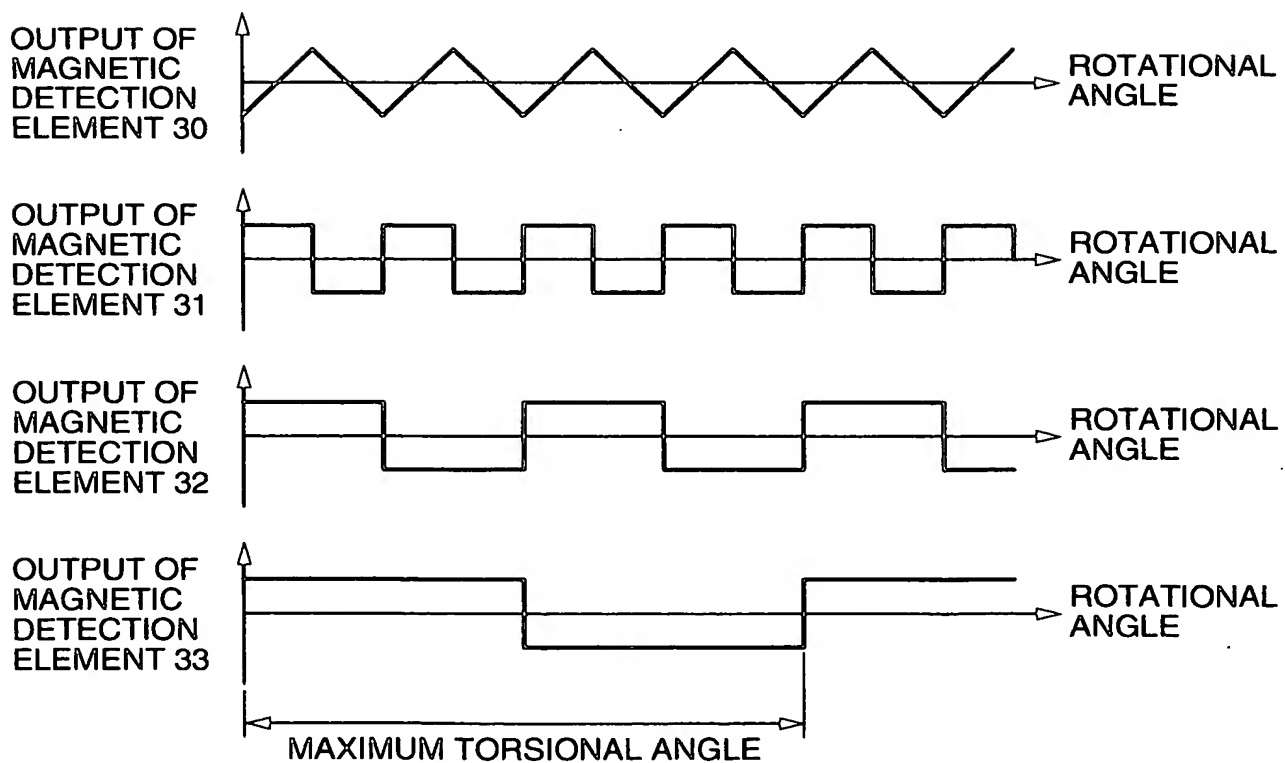 OUTPUT OF
MAGNETIC
DETECTION
ELEMENT 30
ROTATIONAL
ANGLE
OUTPUT OF
MAGNETIC
DETECTION
ELEMENT 31
ROTATIONAL
ANGLE
OUTPUT OF
MAGNETIC
DETECTION
ELEMENT 32
ROTATIONAL
ANGLE
OUTPUT OF
MAGNETIC
DETECTION
ELEMENT 33
ROTATIONAL
ANGLE
MAXIMUM TORSIONAL ANGLE